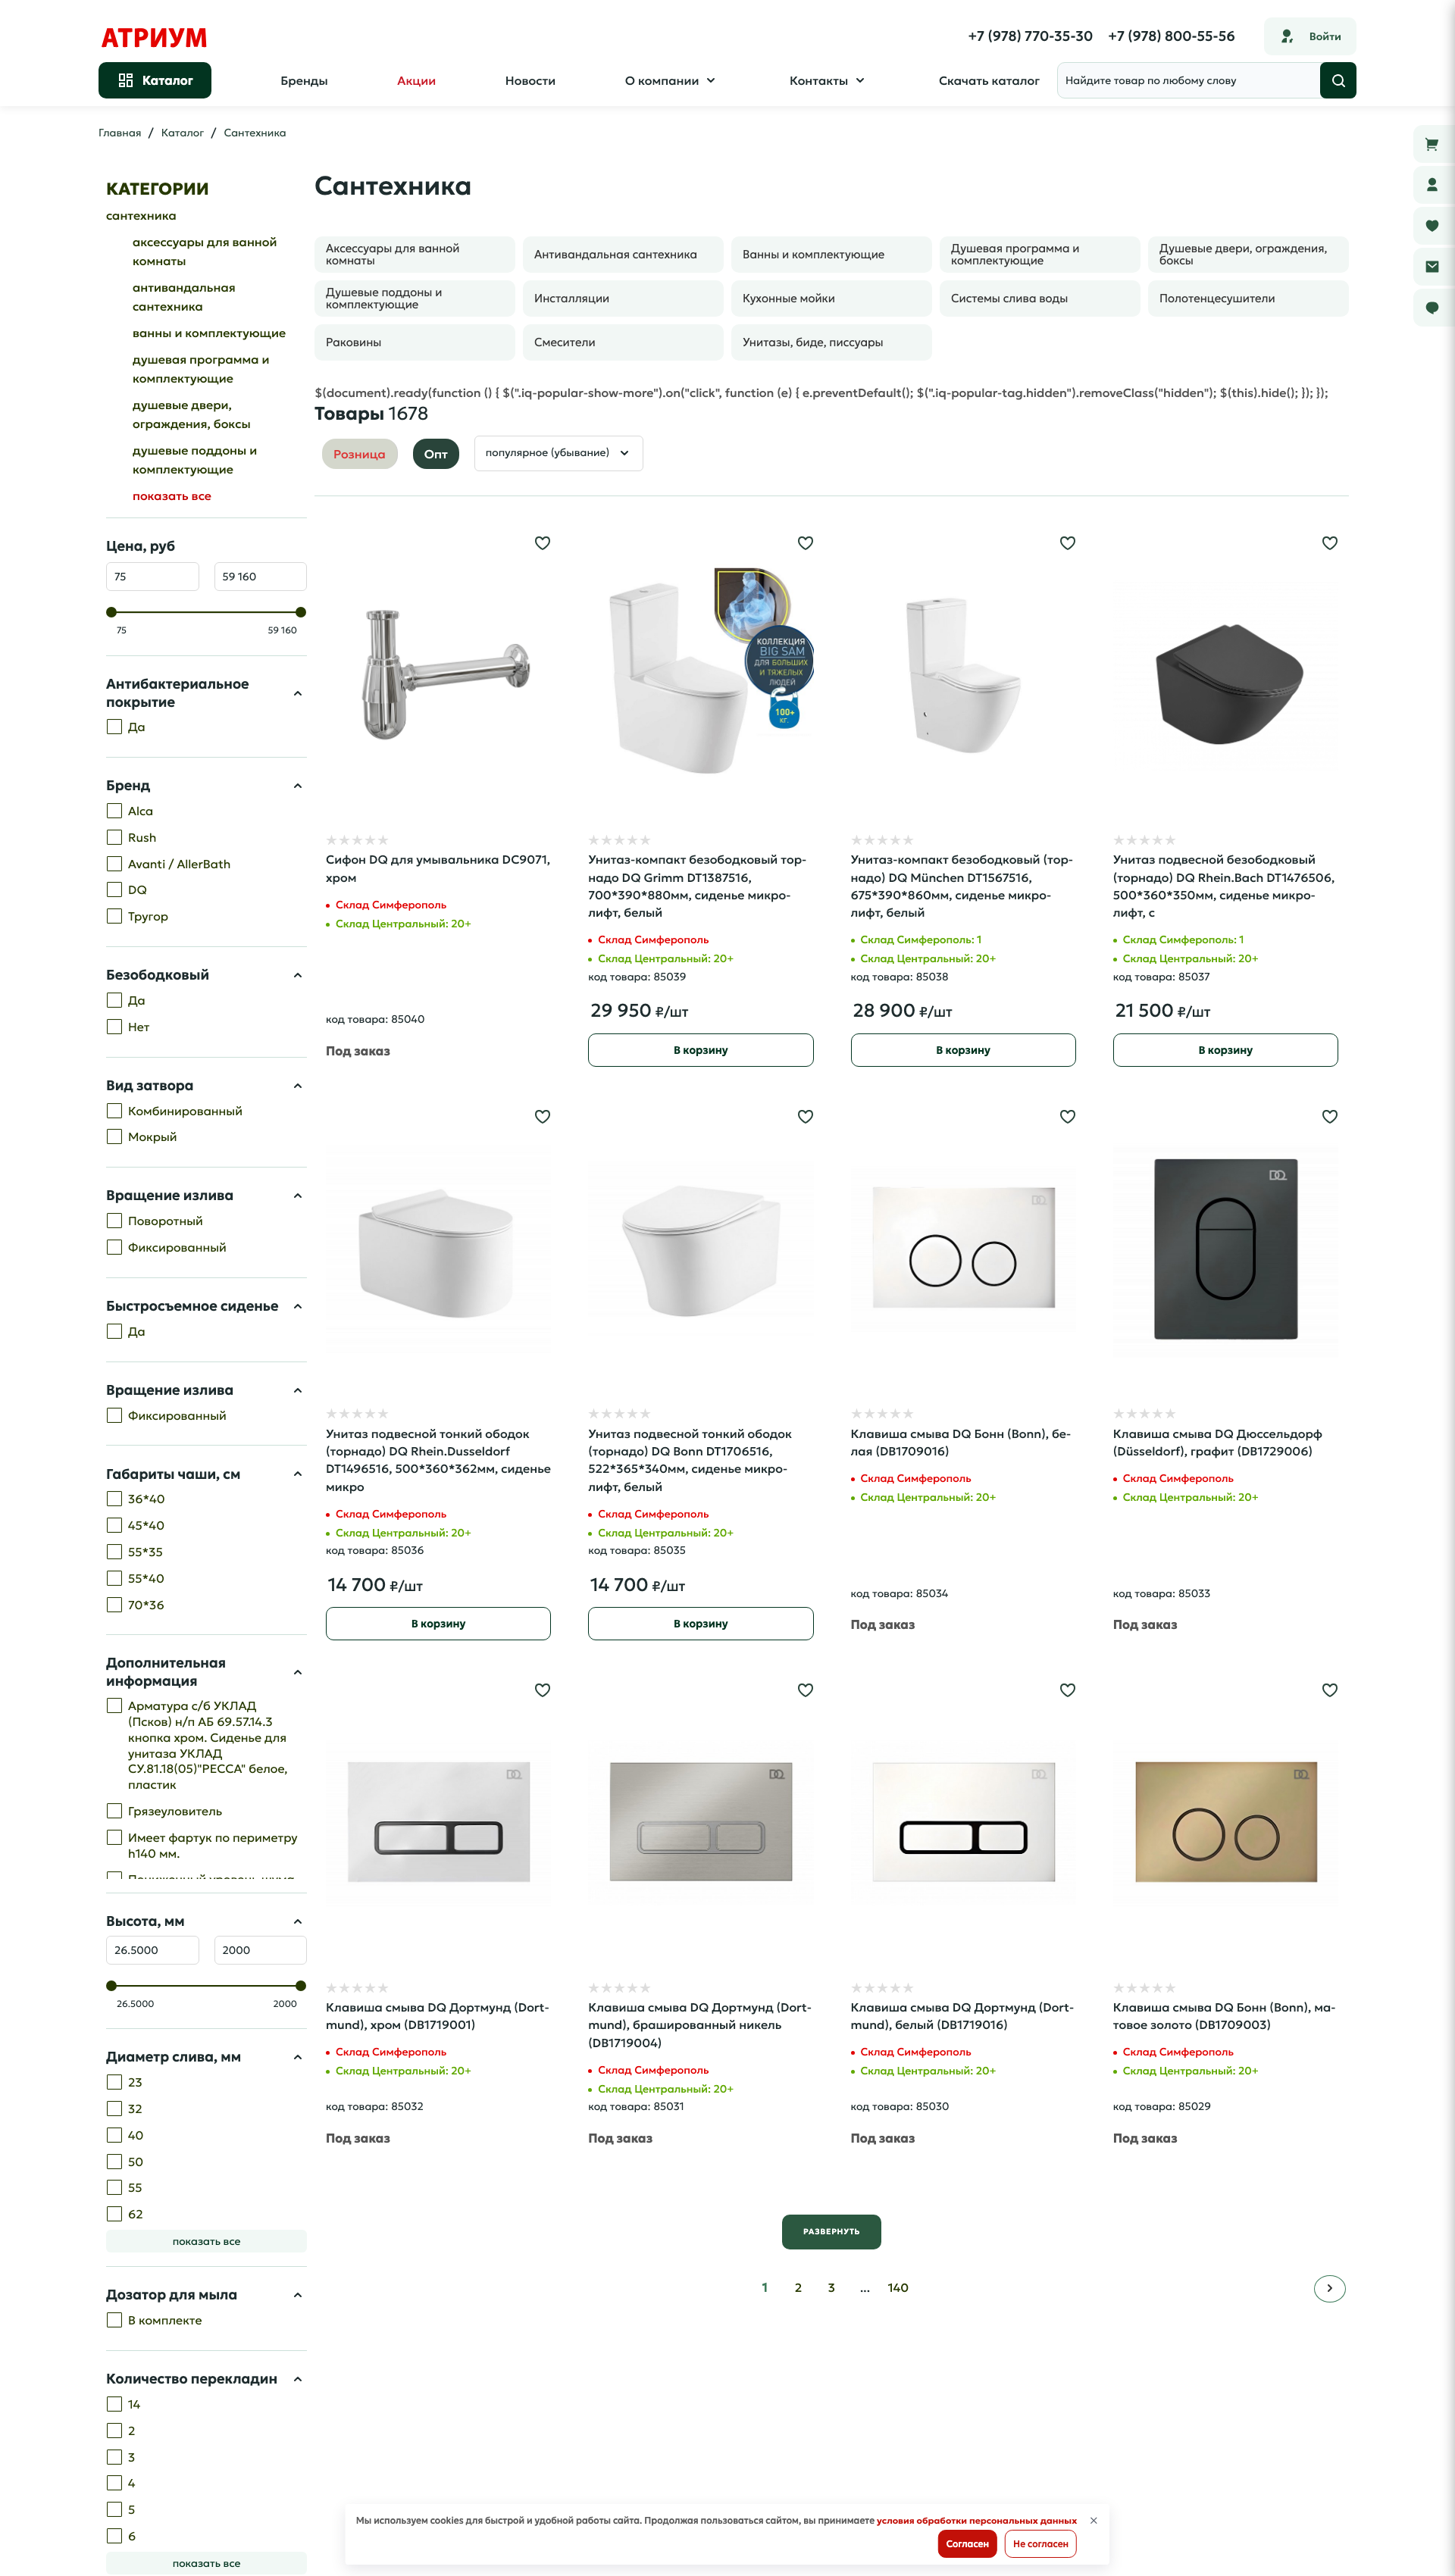 АТРИУМ
+7 (978) 770-35-30
+7 (978) 800-55-56
Войти
Каталог
Бренды
Акции
Новости
О компании
Контакты
Скачать каталог
Найдите товар по любому слову
Главная / Каталог / Сантехника
КАТЕГОРИИ
сантехника
аксессуары для ванной
комнаты
антивандальная
сантехника
ванны и комплектующие
душевая программа и
комплектующие
душевые двери,
ограждения, боксы
душевые поддоны и
комплектующие
показать все
Цена, руб
75
59 160
75
59 160
Антибактериальное
покрытие
Да
Бренд
Alca
Rush
Avanti / AllerBath
DQ
Тругор
Безободковый
Да
Нет
Вид затвора
Комбинированный
Мокрый
Вращение излива
Поворотный
Фиксированный
Быстросъемное сиденье
Да
Вращение излива
Фиксированный
Габариты чаши, см
36*40
45*40
55*35
55*40
70*36
Дополнительная
информация
Арматура с/б УКЛАД
(Псков) н/п АБ 69.57.14.3
кнопка хром. Сиденье для
унитаза УКЛАД
СУ.81.18(05)"РЕССА" белое,
пластик
Грязеуловитель
Имеет фартук по периметру
h140 мм.
Высота, мм
26.5000
2000
26.5000
2000
Диаметр слива, мм
23
32
40
50
55
62
показать все
Дозатор для мыла
В комплекте
Количество перекладин
14
2
3
4
5
6
показать все
Сантехника
Аксессуары для ванной
комнаты
Антивандальная сантехника
Ванны и комплектующие
Душевая программа и
комплектующие
Душевые двери, ограждения,
боксы
Душевые поддоны и
комплектующие
Инсталляции
Кухонные мойки
Системы слива воды
Полотенцесушители
Раковины
Смесители
Унитазы, биде, писсуары
$(document).ready(function () { $(".iq-popular-show-more").on("click", function (e) { e.preventDefault(); $(".iq-popular-tag.hidden").removeClass("hidden"); $(this).hide(); }); });
Товары 1678
Розница
Опт
популярное (убывание)
Сифон DQ для умывальника DC9071,
хром
Склад Симферополь
Склад Центральный: 20+
код товара: 85040
Под заказ
КОЛЛЕКЦИЯ
BIG SAM
ДЛЯ БОЛЬШИХ
И ТЯЖЕЛЫХ
ЛЮДЕЙ
100+
КГ.
Унитаз-компакт безободковый тор-
надо DQ Grimm DT1387516,
700*390*880мм, сиденье микро-
лифт, белый
Склад Симферополь
Склад Центральный: 20+
код товара: 85039
29 950 ₽/шт
В корзину
Унитаз-компакт безободковый (тор-
надо) DQ München DT1567516,
675*390*860мм, сиденье микро-
лифт, белый
Склад Симферополь: 1
Склад Центральный: 20+
код товара: 85038
28 900 ₽/шт
В корзину
Унитаз подвесной безободковый
(торнадо) DQ Rhein.Bach DT1476506,
500*360*350мм, сиденье микро-
лифт, с
Склад Симферополь: 1
Склад Центральный: 20+
код товара: 85037
21 500 ₽/шт
В корзину
Унитаз подвесной тонкий ободок
(торнадо) DQ Rhein.Dusseldorf
DT1496516, 500*360*362мм, сиденье
микро
Склад Симферополь
Склад Центральный: 20+
код товара: 85036
14 700 ₽/шт
В корзину
Унитаз подвесной тонкий ободок
(торнадо) DQ Bonn DT1706516,
522*365*340мм, сиденье микро-
лифт, белый
Склад Симферополь
Склад Центральный: 20+
код товара: 85035
14 700 ₽/шт
В корзину
DQ
Клавиша смыва DQ Бонн (Bonn), бе-
лая (DB1709016)
Склад Симферополь
Склад Центральный: 20+
код товара: 85034
Под заказ
DQ
Клавиша смыва DQ Дюссельдорф
(Düsseldorf), графит (DB1729006)
Склад Симферополь
Склад Центральный: 20+
код товара: 85033
Под заказ
DQ
Клавиша смыва DQ Дортмунд (Dort-
mund), хром (DB1719001)
Склад Симферополь
Склад Центральный: 20+
код товара: 85032
Под заказ
DQ
Клавиша смыва DQ Дортмунд (Dort-
mund), брашированный никель
(DB1719004)
Склад Симферополь
Склад Центральный: 20+
код товара: 85031
Под заказ
DQ
Клавиша смыва DQ Дортмунд (Dort-
mund), белый (DB1719016)
Склад Симферополь
Склад Центральный: 20+
код товара: 85030
Под заказ
DQ
Клавиша смыва DQ Бонн (Bonn), ма-
товое золото (DB1709003)
Склад Симферополь
Склад Центральный: 20+
код товара: 85029
Под заказ
РАЗВЕРНУТЬ
1 2 3 ... 140
Мы используем cookies для быстрой и удобной работы сайта. Продолжая пользоваться сайтом, вы принимаете условия обработки персональных данных
Согласен
Не согласен